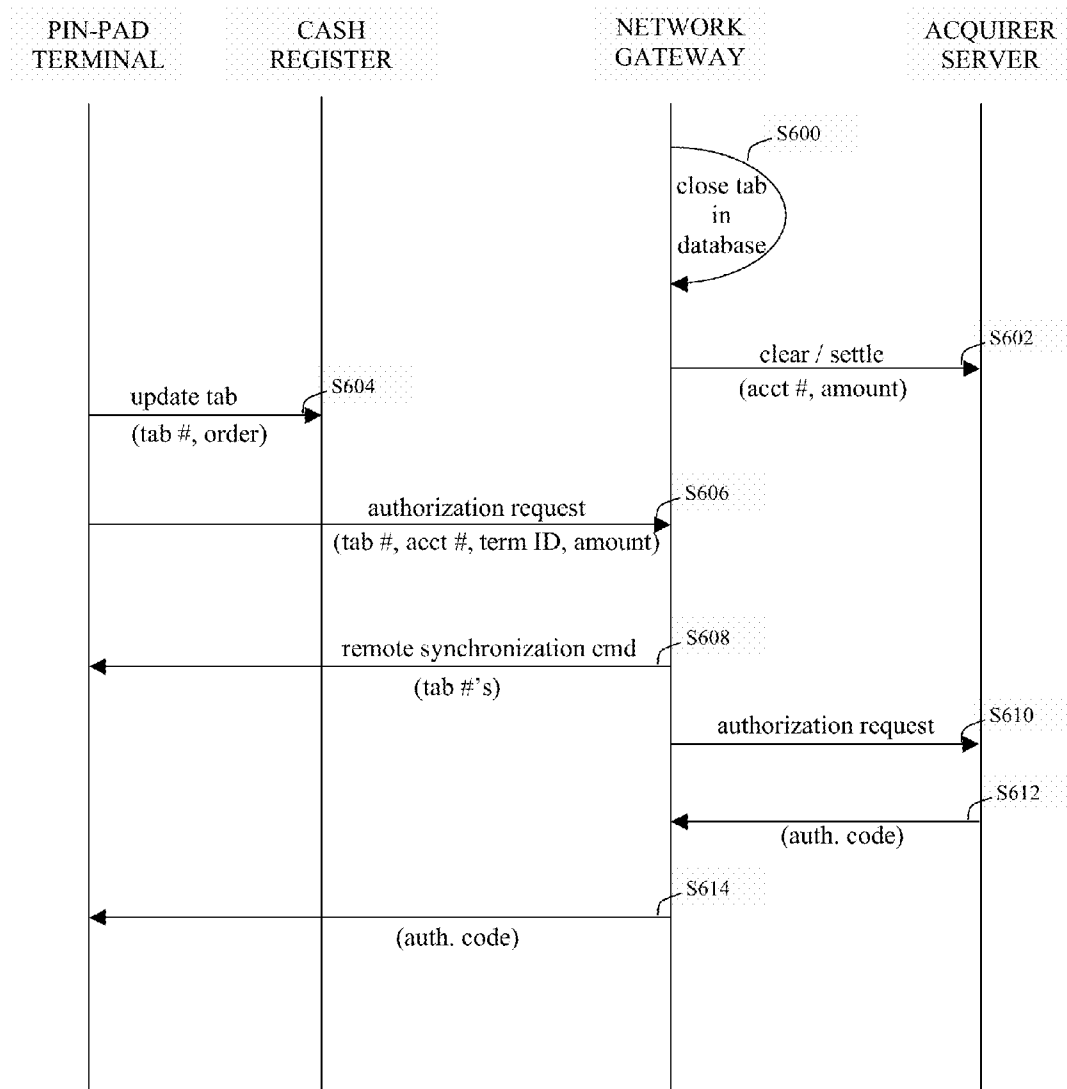 PIN-PAD
TERMINAL
CASH
REGISTER
NETWORK
GATEWAY
ACQUIRER
SERVER
S600
close tab
in
database
S602
clear / settle
(acct #, amount)
S604
update tab
(tab #, order)
S606
authorization request
(tab #, acct #, term ID, amount)
S608
remote synchronization cmd
(tab #'s)
S610
authorization request
S612
(auth. code)
S614
(auth. code)